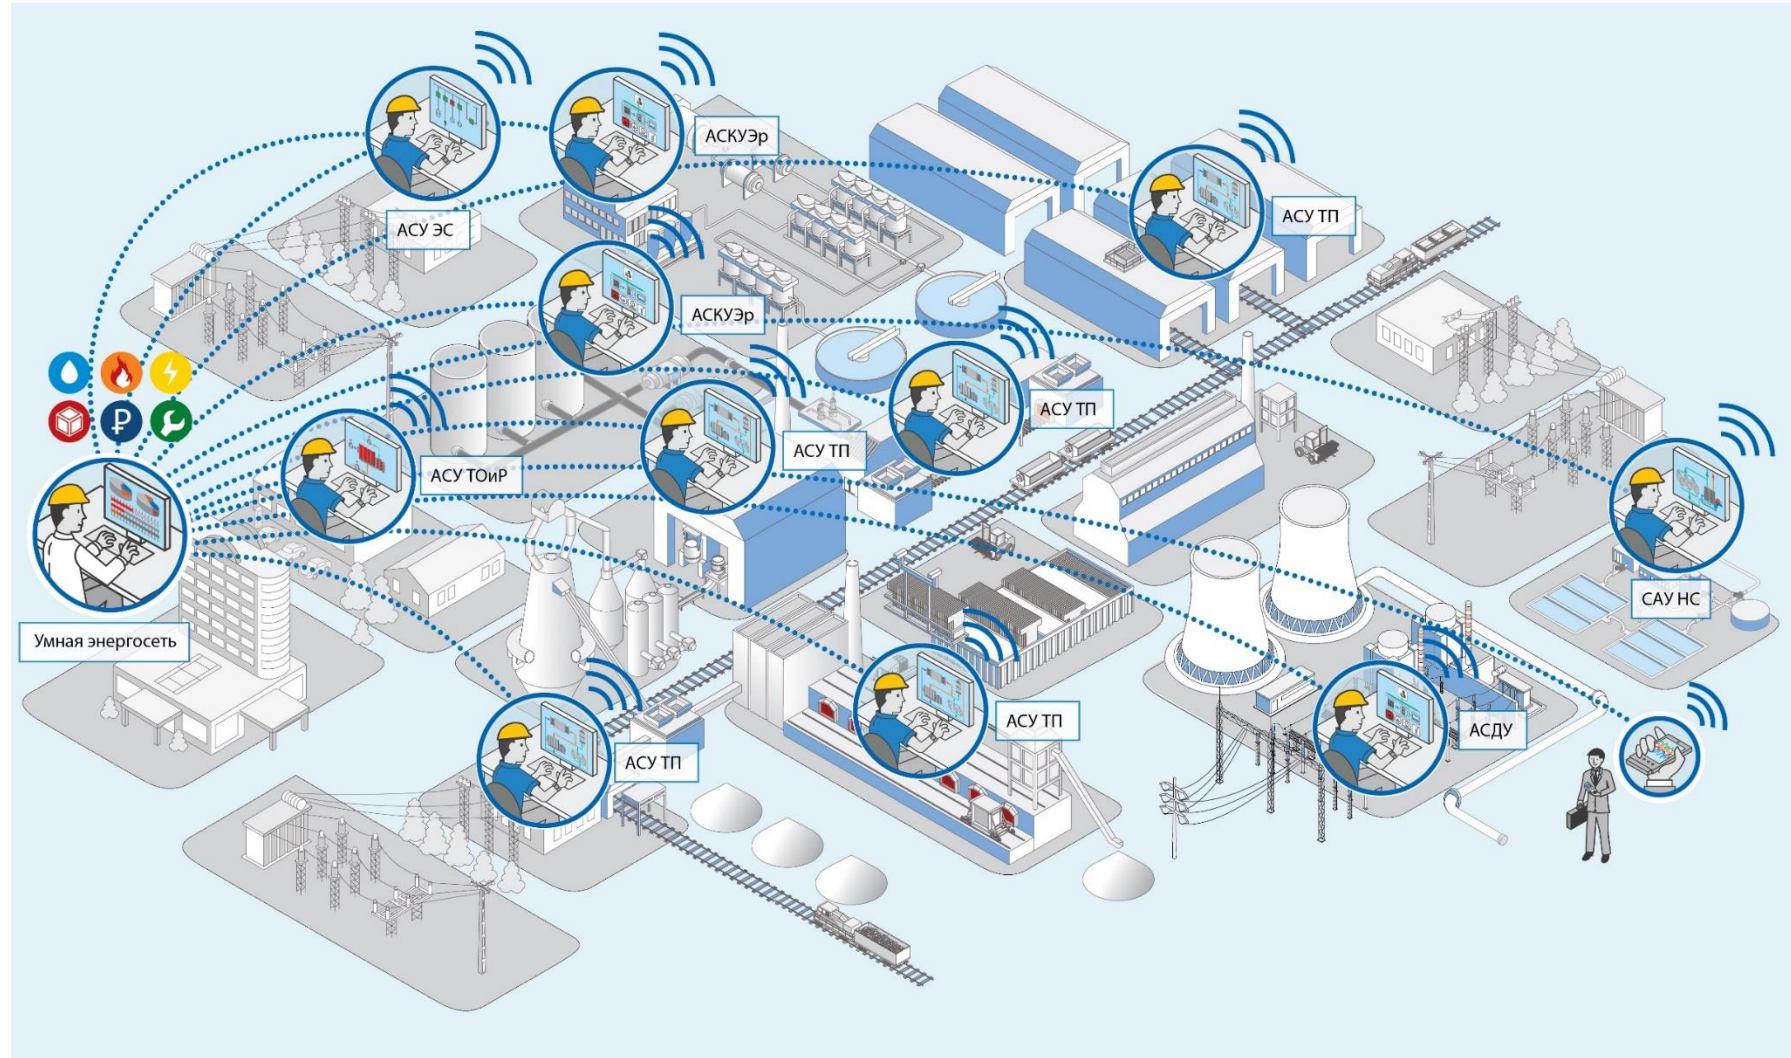 АСКУЭр
АСУ ЭС
АСУ ТП
АСКУЭр
АСУ ТП
АСУ ТП
АСУ ТОиР
САУ НС
Умная энергосеть
АСУ ТП
АСДУ
АСУ ТП